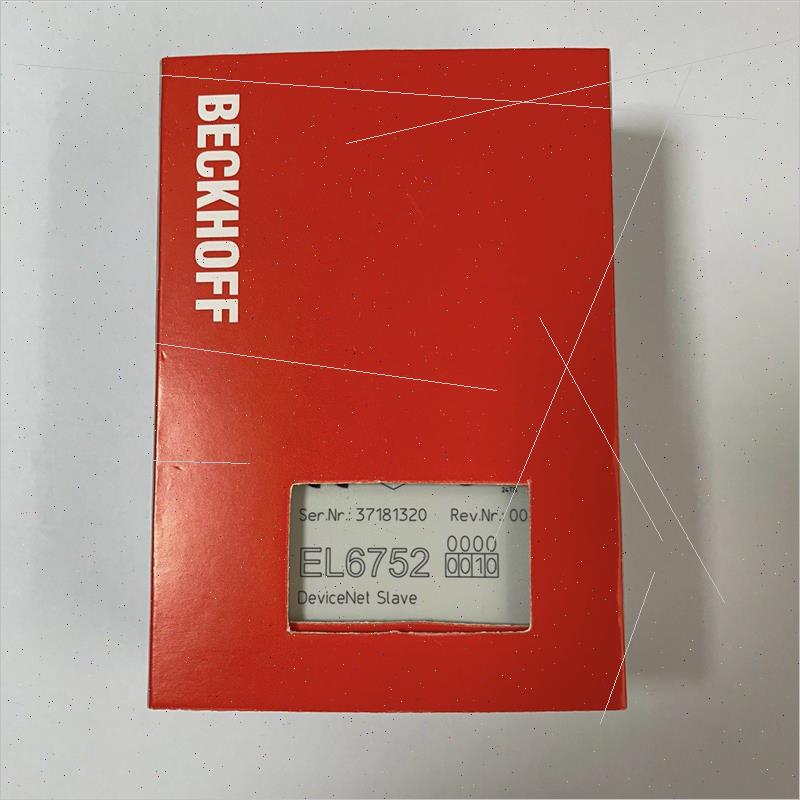 BECKHOFF
Ser.Nr.: 37181320 Rev.Nr.: 00
EL6752 0000
0010
DeviceNet Slave